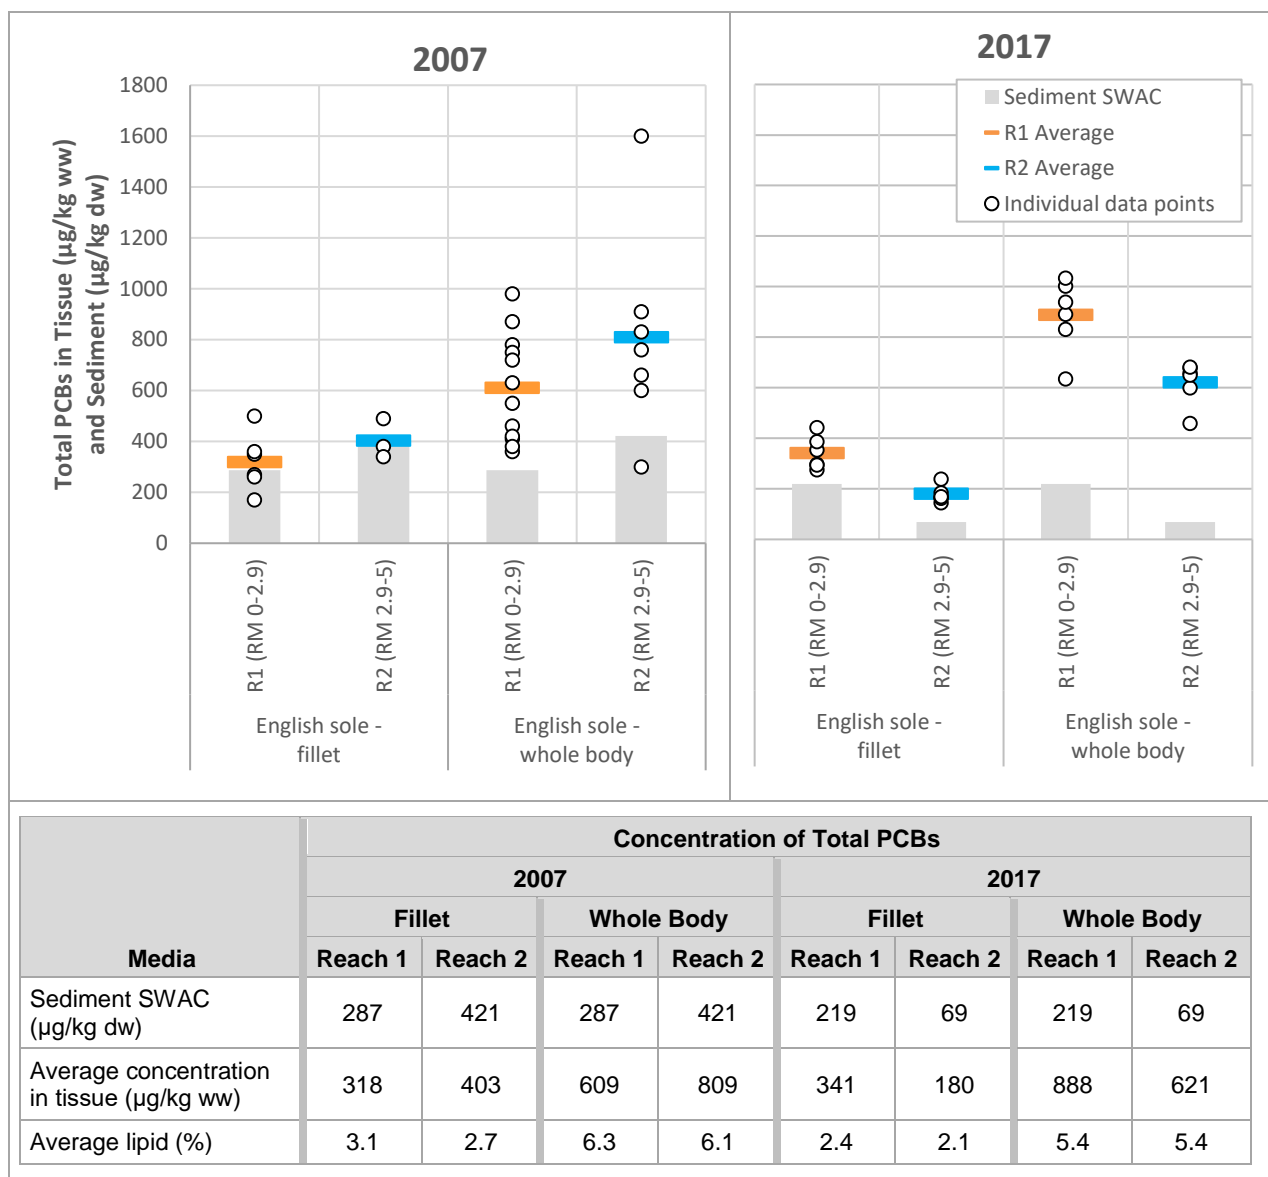 2007
2017
Total PCBs in Tissue (µg/kg ww)
and Sediment (µg/kg dw)
1800
1600
1400
1200
1000
800
600
400
200
0
Sediment SWAC
R1 Average
R2 Average
Individual data points
R1 (RM 0-2.9)
R2 (RM 2.9-5)
R1 (RM 0-2.9)
R2 (RM 2.9-5)
English sole -
fillet
English sole -
whole body
R1 (RM 0-2.9)
R2 (RM 2.9-5)
R1 (RM 0-2.9)
R2 (RM 2.9-5)
English sole -
fillet
English sole -
whole body
Concentration of Total PCBs
2007 2017
Fillet Whole Body Fillet Whole Body
Media Reach 1 Reach 2 Reach 1 Reach 2 Reach 1 Reach 2 Reach 1 Reach 2
Sediment SWAC
(µg/kg dw) 287 421 287 421 219 69 219 69
Average concentration
in tissue (µg/kg ww) 318 403 609 809 341 180 888 621
Average lipid (%) 3.1 2.7 6.3 6.1 2.4 2.1 5.4 5.4